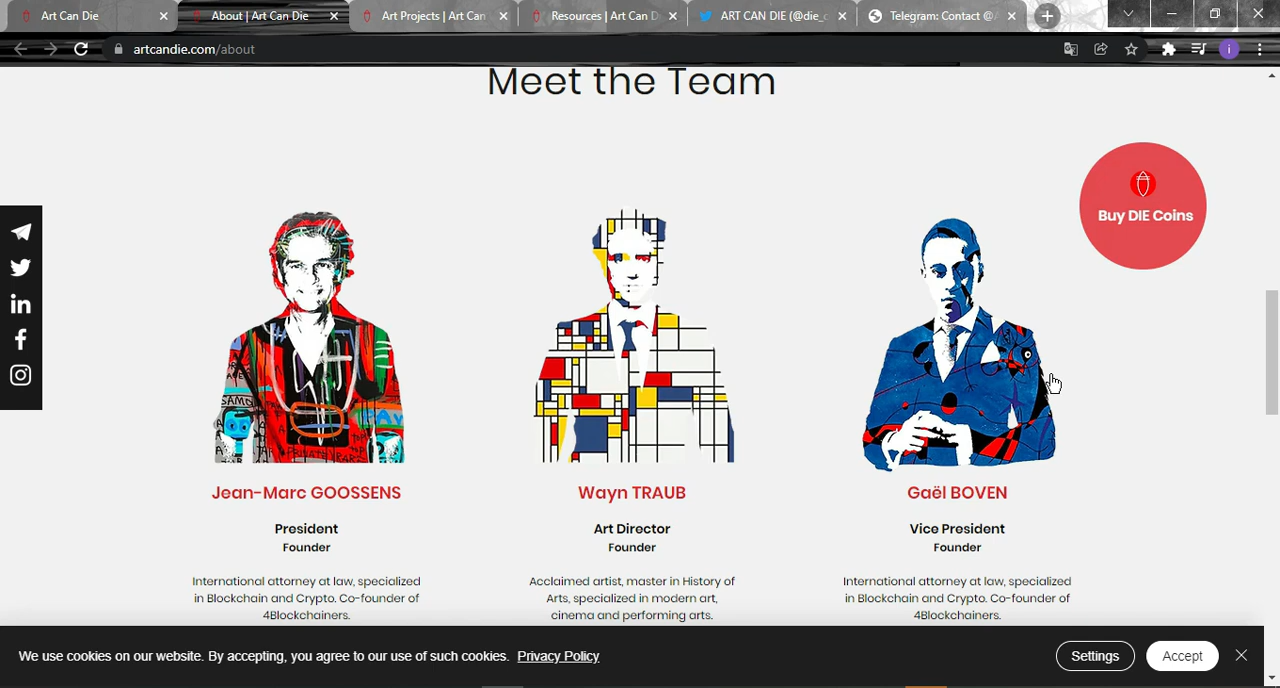 Art Can Die
About | Art Can Die
Art Projects | Art Can
Resources | Art Can D
ART CAN DIE (@die_c
Telegram: Contact @A
artcandie.com/about
Meet the Team
Buy DIE Coins
SAMO
Jean-Marc GOOSSENS
Wayn TRAUB
Gaël BOVEN
President
Art Director
Vice President
Founder
Founder
Founder
International attorney at law, specialized
in Blockchain and Crypto. Co-founder of
4Blockchainers.
Acclaimed artist, master in History of
Arts, specialized in modern art,
cinema and performing arts.
International attorney at law, specialized
in Blockchain and Crypto. Co-founder of
4Blockchainers.
We use cookies on our website. By accepting, you agree to our use of such cookies. Privacy Policy
Settings
Accept